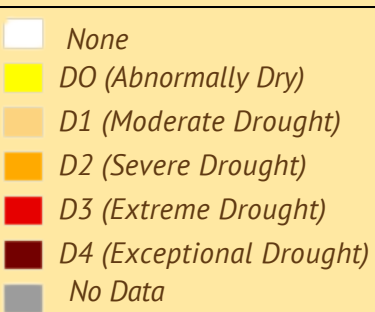 None
DO (Abnormally Dry)
D1 (Moderate Drought)
D2 (Severe Drought)
D3 (Extreme Drought)
D4 (Exceptional Drought)
No Data